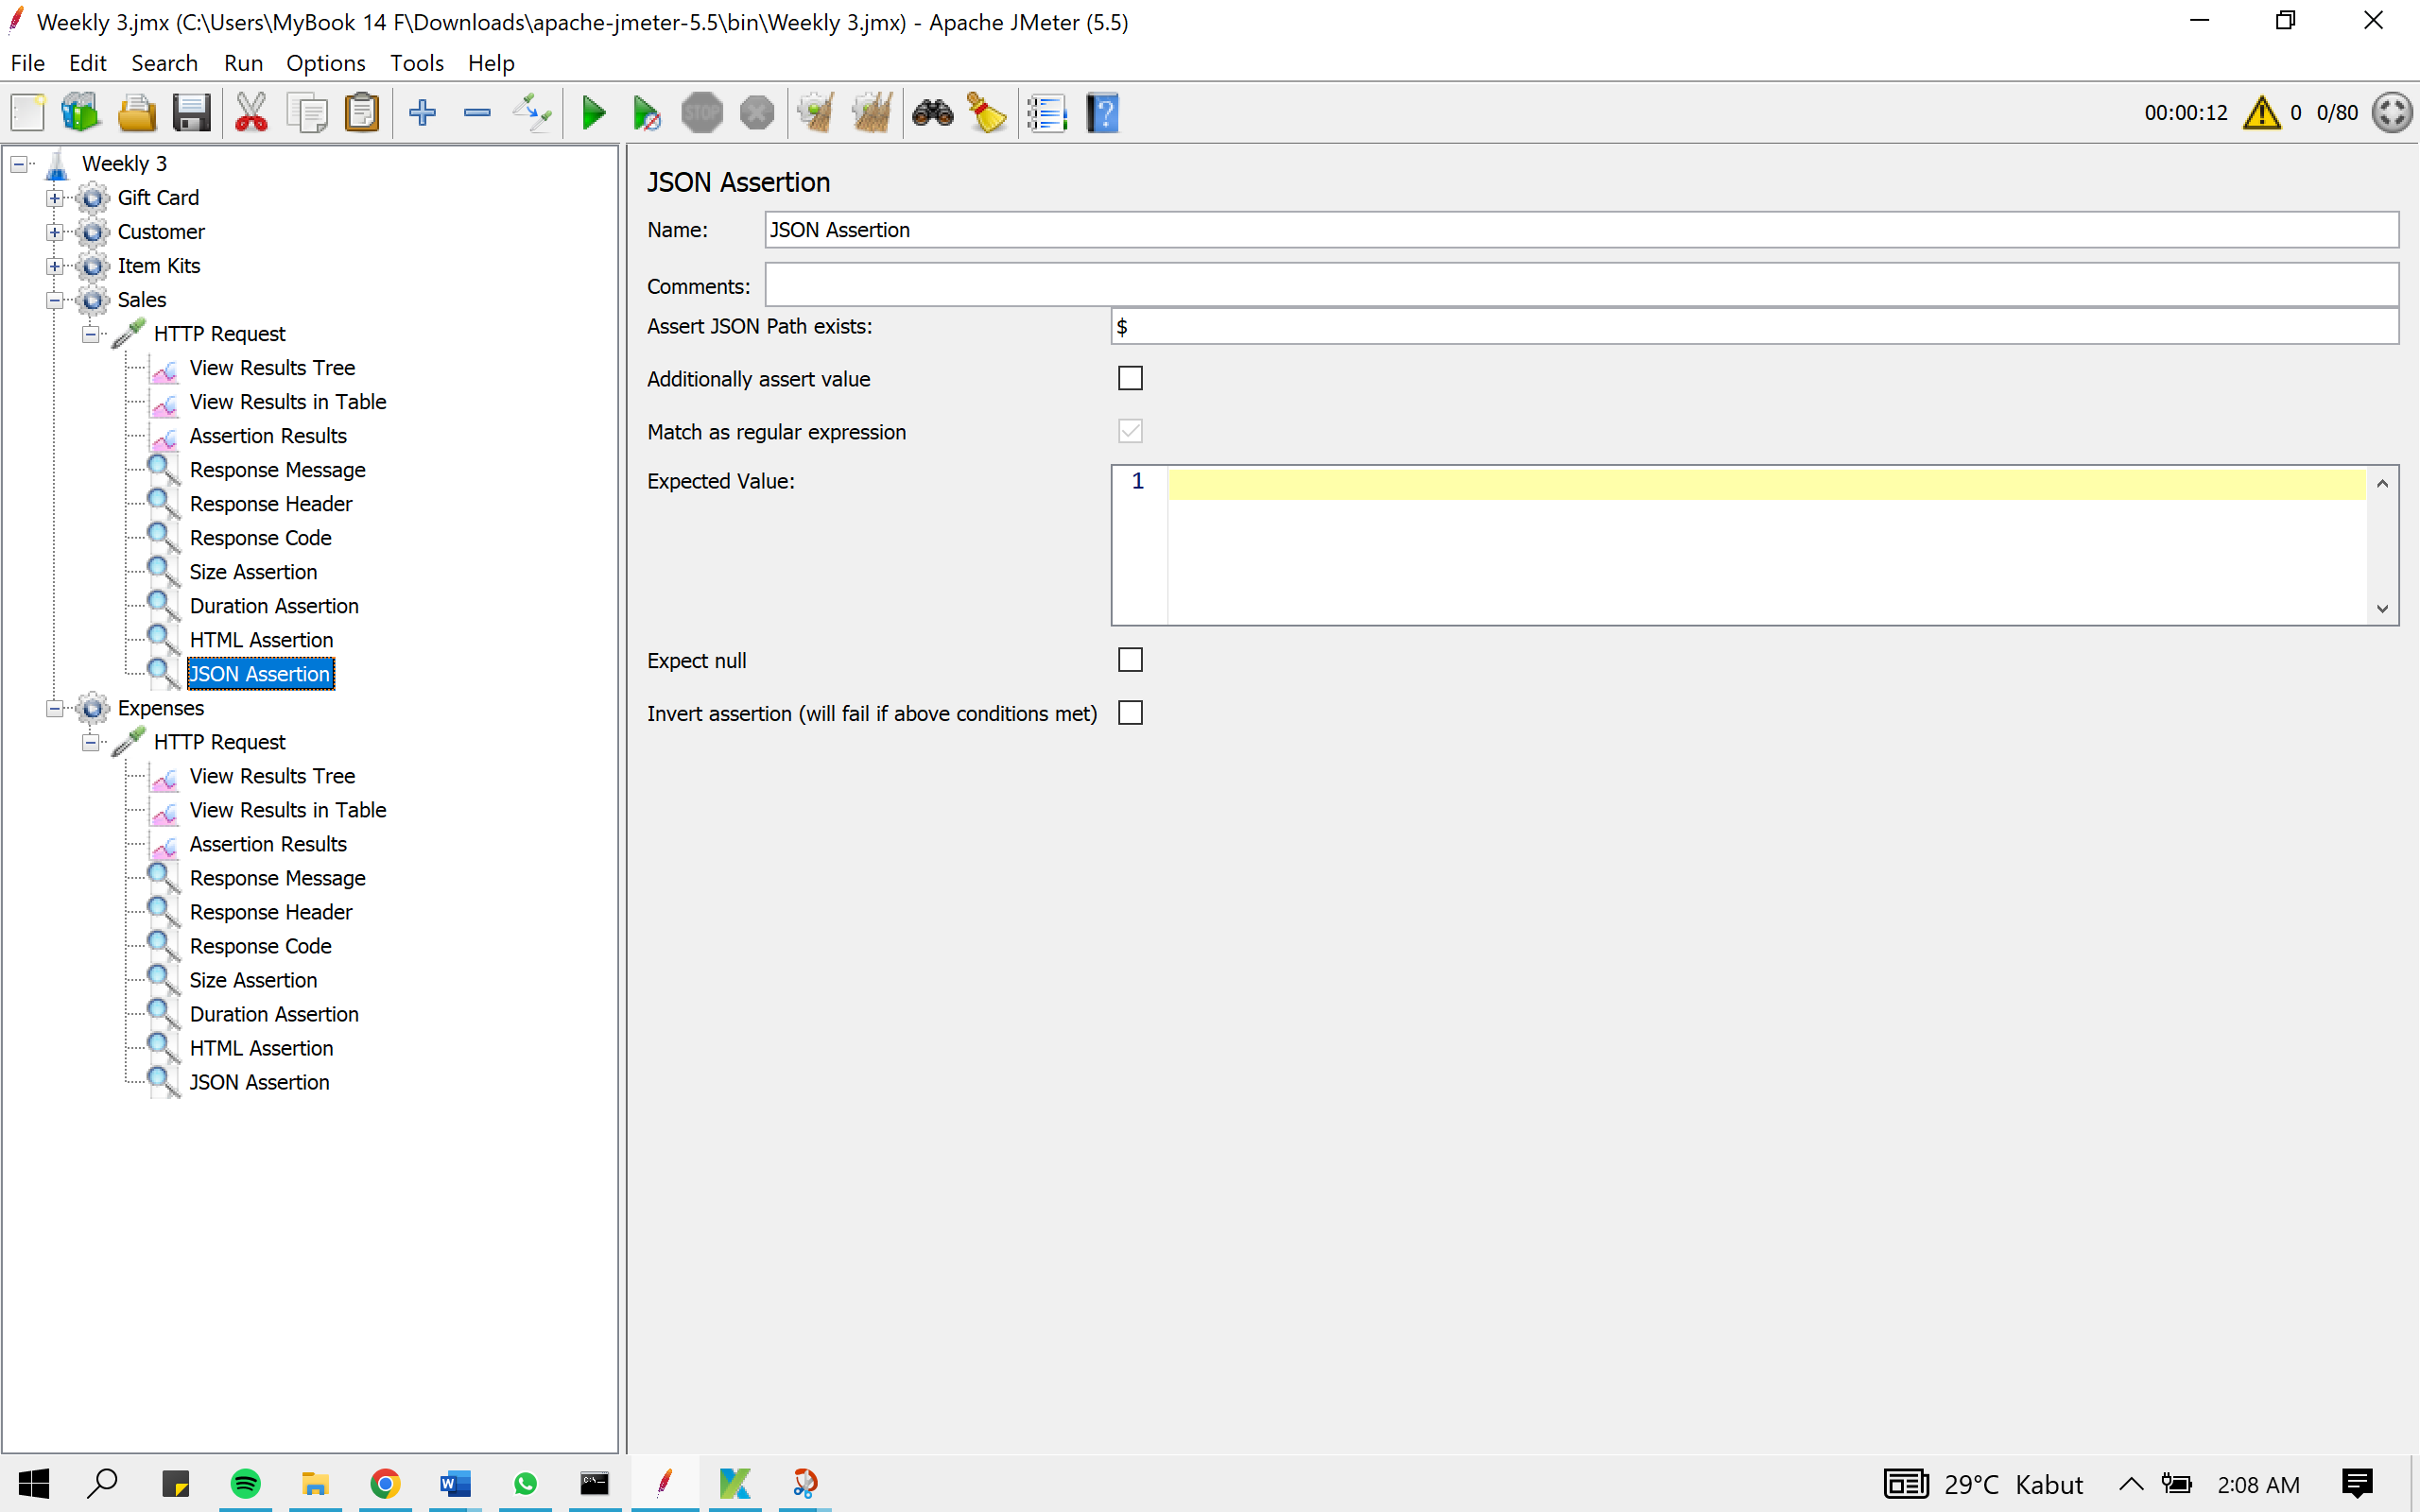 Weekly 3.jmx (C:\Users\MyBook 14 F\Downloads\apache-jmeter-5.5\bin\Weekly 3.jmx) - Apache JMeter (5.5)
File Edit Search Run Options Tools Help
STOP
00:00:12 0 0/80
Weekly 3
Gift Card
Customer
Item Kits
Sales
HTTP Request
View Results Tree
View Results in Table
Assertion Results
Response Message
Response Header
Response Code
Size Assertion
Duration Assertion
HTML Assertion
JSON Assertion
Expenses
HTTP Request
View Results Tree
View Results in Table
Assertion Results
Response Message
Response Header
Response Code
Size Assertion
Duration Assertion
HTML Assertion
JSON Assertion
JSON Assertion
Name: JSON Assertion
Comments:
Assert JSON Path exists: $
Additionally assert value
Match as regular expression
Expected Value: 1
Expect null
Invert assertion (will fail if above conditions met)
29°C Kabut 2:08 AM